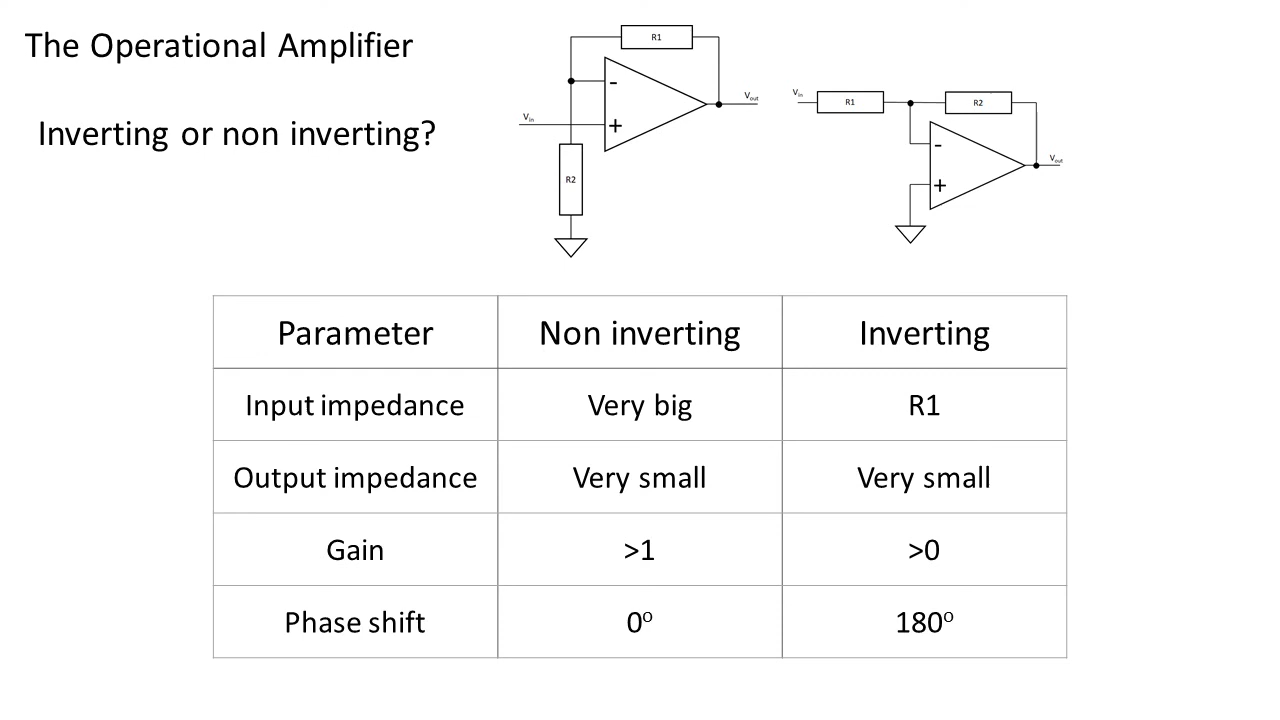 The Operational Amplifier
Inverting or non inverting?
R1
-
+
Vin
Vout
R2
Vin
R1
R2
-
+
Vout
Parameter Non inverting Inverting
Input impedance Very big R1
Output impedance Very small Very small
Gain >1 >0
Phase shift 0º 180º